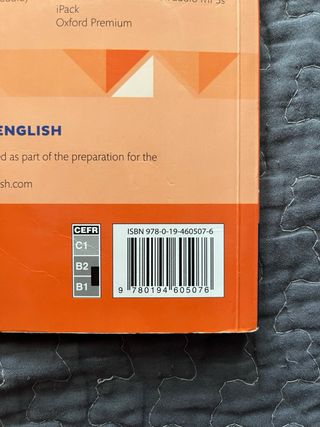 iPack
Oxford Premium
ENGLISH
ed as part of the preparation for the
sh.com
CEFR
C1
B2
B1
ISBN 978-0-19-460507-6
9 780194 605076